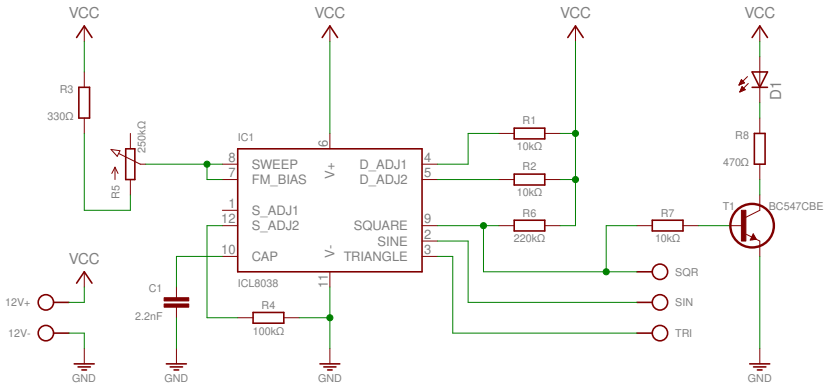 VCC
VCC
VCC
VCC
R3
330Ω
250kΩ
R5
IC1
6
8
SWEEP
7
FM_BIAS
V+
D_ADJ1
4
D_ADJ2
5
1
S_ADJ1
12
S_ADJ2
SQUARE
9
SINE
2
10
CAP
V-
TRIANGLE
3
ICL8038
11
R1
10kΩ
R2
10kΩ
R6
220kΩ
D1
R8
470Ω
T1
BC547CBE
R7
10kΩ
SQR
SIN
TRI
VCC
12V+
12V-
C1
2.2nF
R4
100kΩ
GND
GND
GND
GND